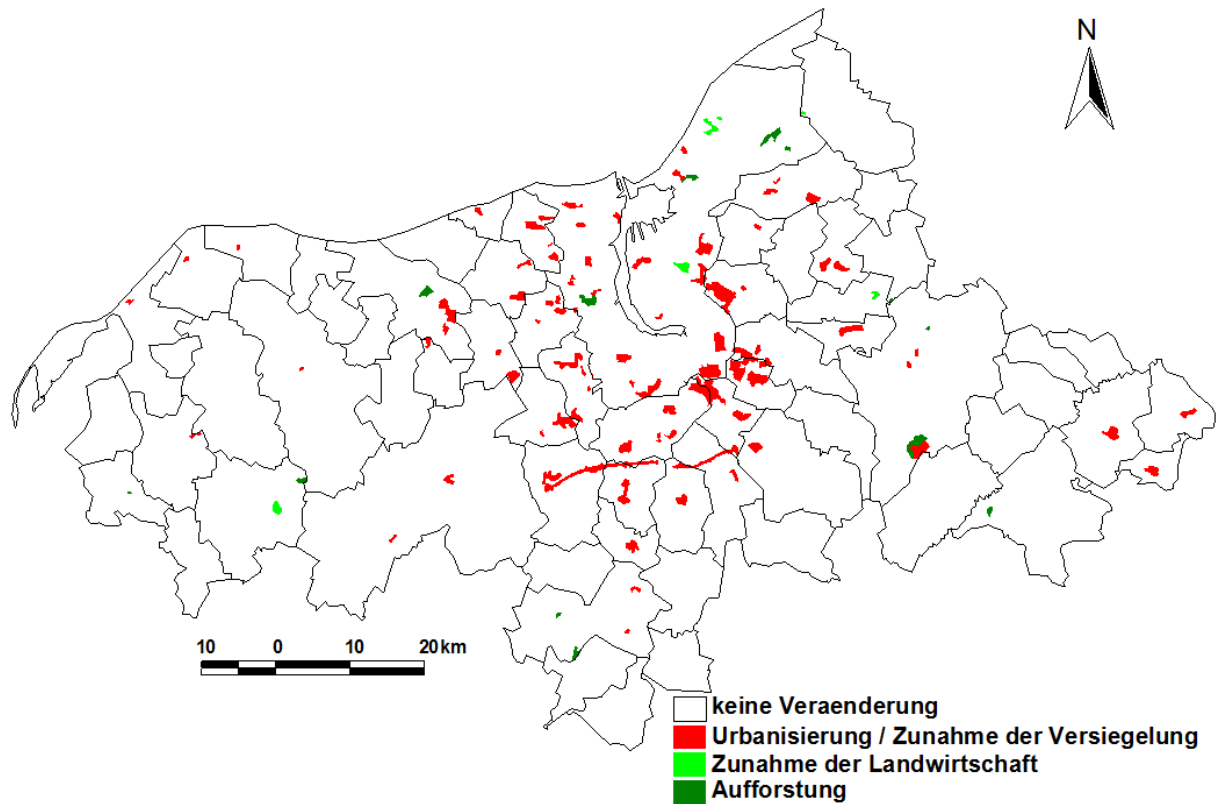 N
10 0 10 20 km
keine Veraenderung
Urbanisierung / Zunahme der Versiegelung
Zunahme der Landwirtschaft
Aufforstung